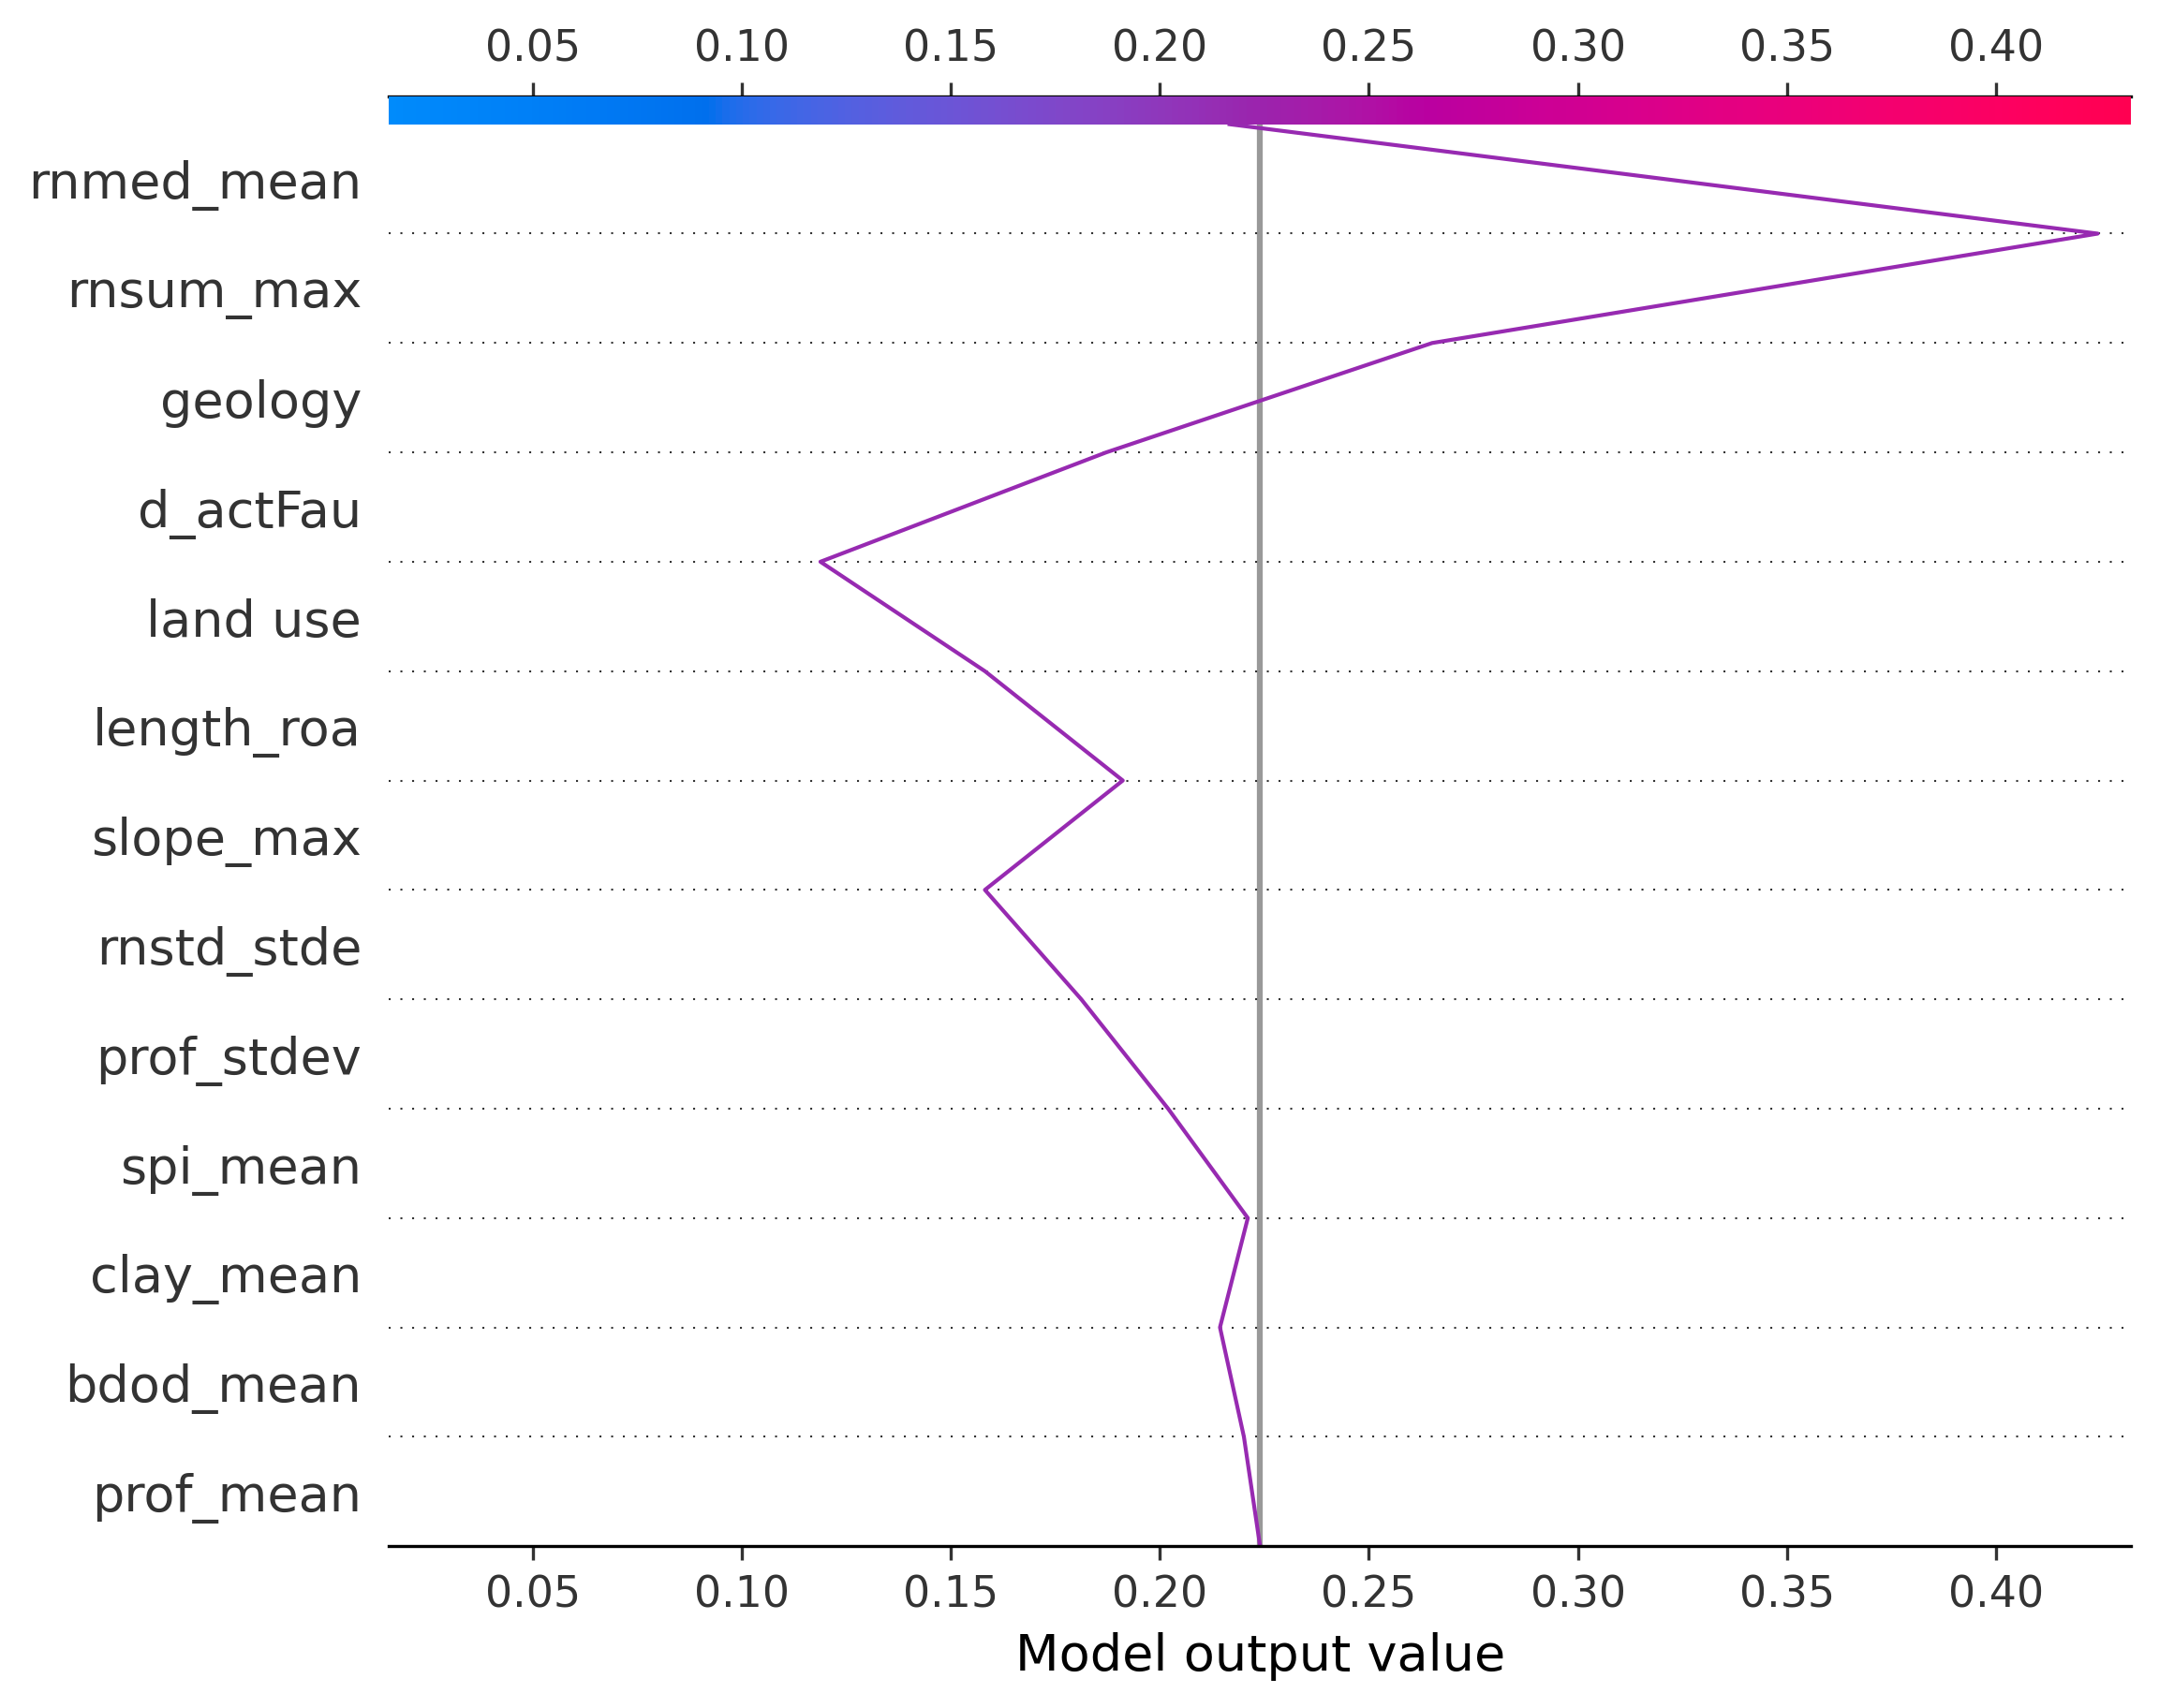 0.05 0.10 0.15 0.20 0.25 0.30 0.35 0.40
rnmed_mean
rnsum_max
geology
d_actFau
land use
length_roa
slope_max
rnstd_stde
prof_stdev
spi_mean
clay_mean
bdod_mean
prof_mean
0.05 0.10 0.15 0.20 0.25 0.30 0.35 0.40
Model output value